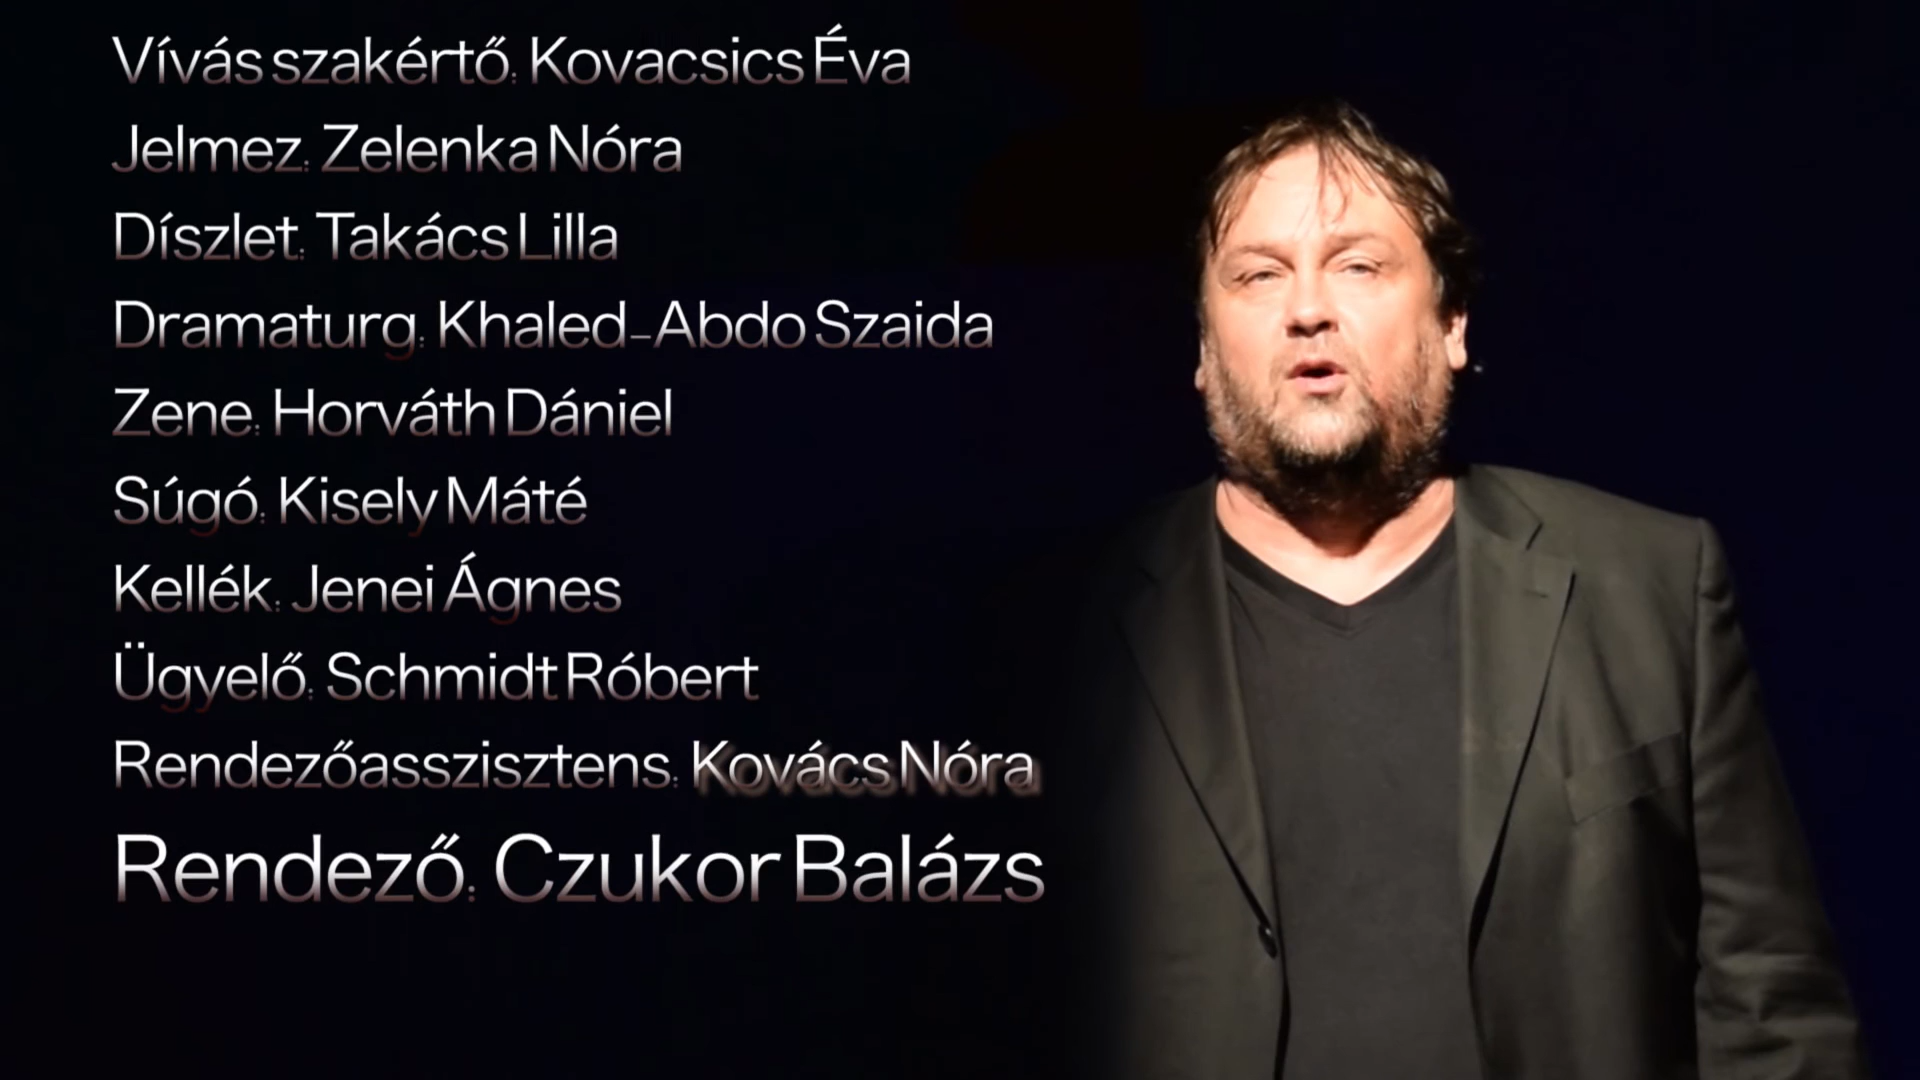 Vívás szakértő: Kovacsics Éva
Jelmez: Zelenka Nóra
Díszlet: Takács Lilla
Dramaturg: Khaled-Abdo Szaida
Zene: Horváth Dániel
Súgó: Kisely Máté
Kellék: Jenei Ágnes
Ügyelő: Schmidt Róbert
Rendezőasszisztens: Kovács Nóra
Rendező: Czukor Balázs